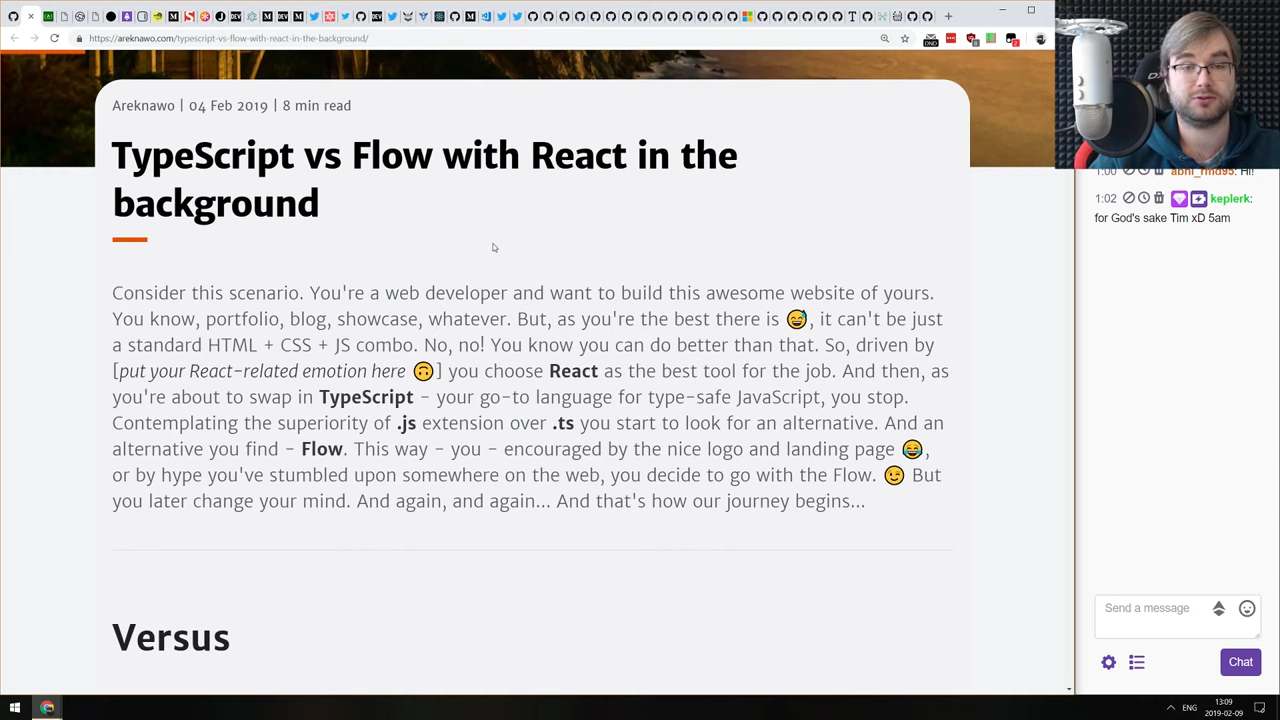 https://areknawo.com/typescript-vs-flow-with-react-in-the-background/
DND
Areknawo | 04 Feb 2019 | 8 min read
TypeScript vs Flow with React in the
background
Consider this scenario. You're a web developer and want to build this awesome website of yours.
You know, portfolio, blog, showcase, whatever. But, as you're the best there is 😅, it can't be just
a standard HTML + CSS + JS combo. No, no! You know you can do better than that. So, driven by
[put your React-related emotion here 🙃] you choose React as the best tool for the job. And then, as
you're about to swap in TypeScript - your go-to language for type-safe JavaScript, you stop.
Contemplating the superiority of .js extension over .ts you start to look for an alternative. And an
alternative you find - Flow. This way - you - encouraged by the nice logo and landing page 😂,
or by hype you've stumbled upon somewhere on the web, you decide to go with the Flow. 😉 But
you later change your mind. And again, and again... And that's how our journey begins...
Versus
1:00 abhi_rmd95: Hi!
1:02 keplerk:
for God's sake Tim xD 5am
Send a message
Chat
ENG
13:09
2019-02-09